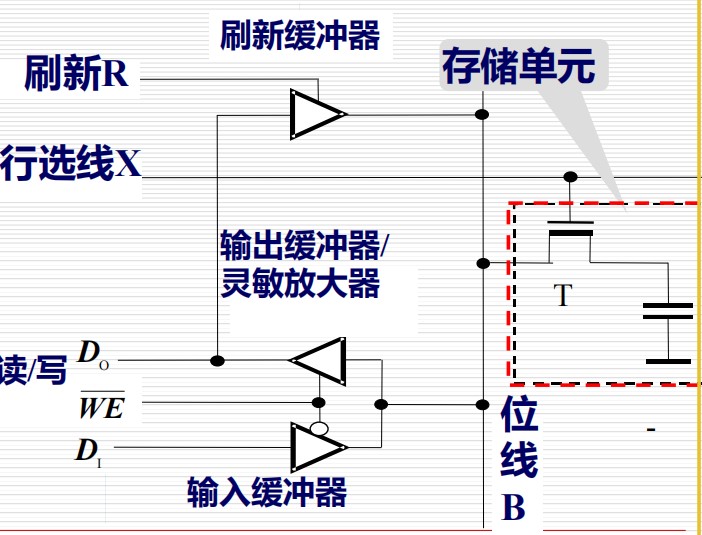 刷新缓冲器
刷新R
存储单元
行选线X
输出缓冲器/
灵敏放大器
T
读/写
D_O
\overline{WE}
D_I
输入缓冲器
位
线
B
-